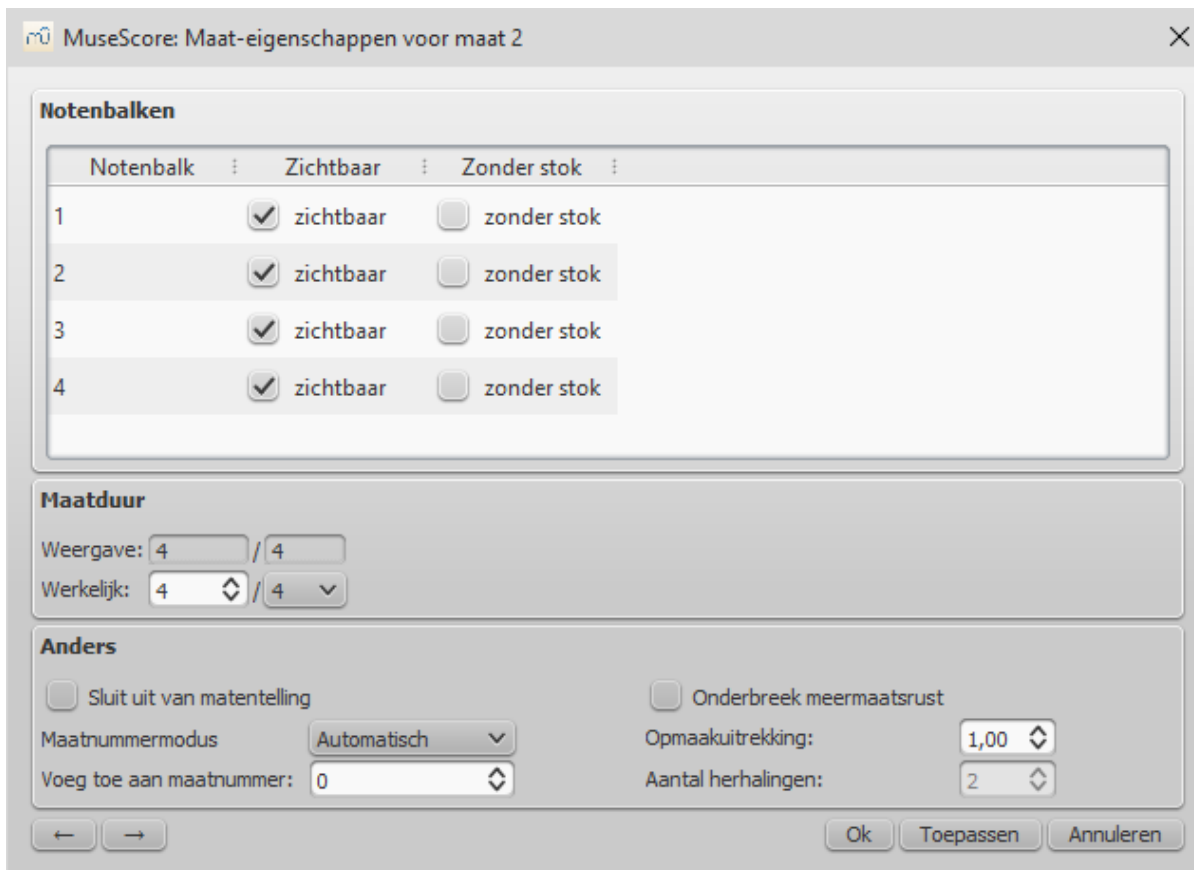 MuseScore: Maat-eigenschappen voor maat 2
Notenbalken
Notenbalk Zichtbaar Zonder stok
1 zichtbaar zonder stok
2 zichtbaar zonder stok
3 zichtbaar zonder stok
4 zichtbaar zonder stok
Maatduur
Weergave: 4 / 4
Werkelijk: 4 / 4
Anders
Sluit uit van matentelling Onderbreek meermaatsrust
Maatnummermodus Automatisch Opmaakuitrekking: 1,00
Voeg toe aan maatnummer: 0 Aantal herhalingen: 2
← → Ok Toepassen Annuleren